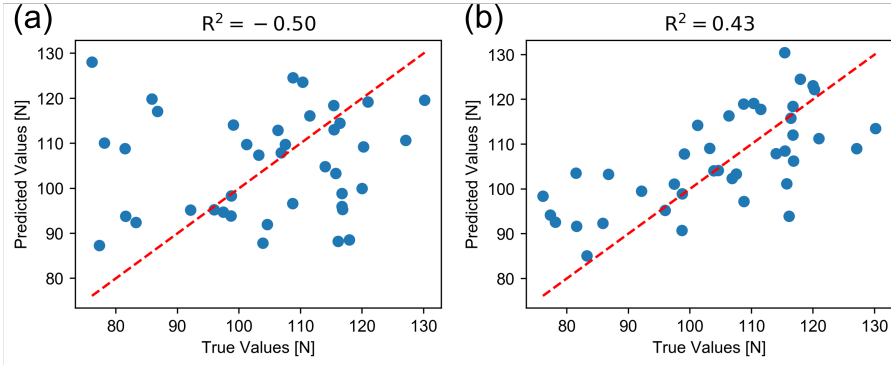 (a)
R² = −0.50
130
120
110
100
90
80
Predicted Values [N]
80 90 100 110 120 130
True Values [N]
(b)
R² = 0.43
130
120
110
100
90
80
Predicted Values [N]
80 90 100 110 120 130
True Values [N]